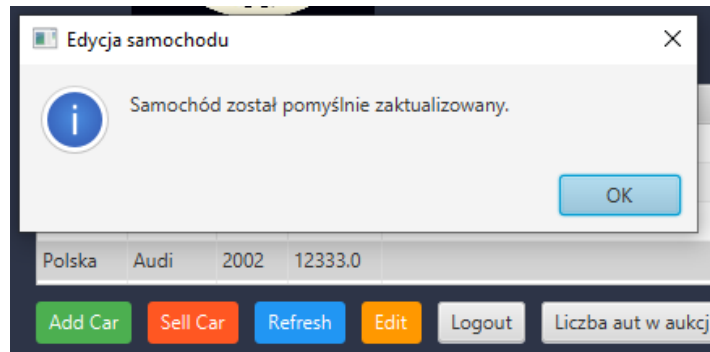 Edycja samochodu
Samochód został pomyślnie zaktualizowany.
OK
Polska Audi 2002 12333.0
Add Car Sell Car Refresh Edit Logout Liczba aut w aukcj